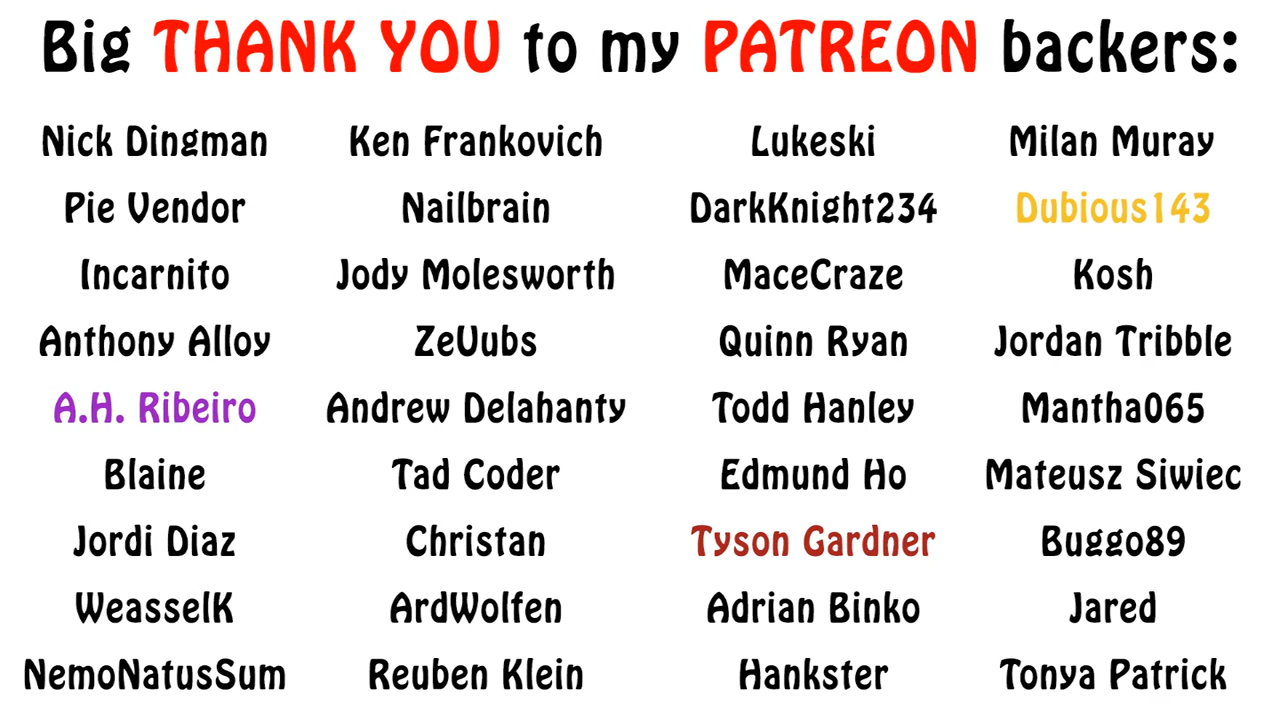 Big THANK YOU to my PATREON backers:
Nick Dingman Ken Frankovich Lukeski Milan Muray
Pie Vendor Nailbrain DarkKnight234 Dubious143
Incarnito Jody Molesworth MaceCraze Kosh
Anthony Alloy ZeVubs Quinn Ryan Jordan Tribble
A.H. Ribeiro Andrew Delahanty Todd Hanley Mantha065
Blaine Tad Coder Edmund Ho Mateusz Siwiec
Jordi Diaz Christan Tyson Gardner Buggo89
WeasselK ArdWolfen Adrian Binko Jared
NemoNatusSum Reuben Klein Hankster Tonya Patrick